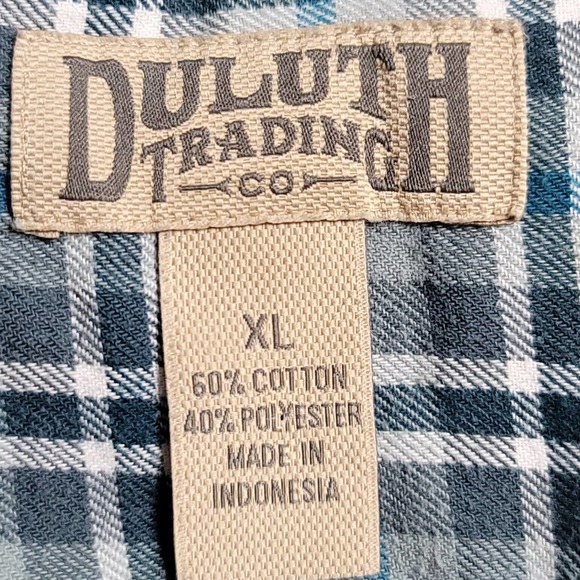 DULUTH
TRADING
CO
XL
60% COTTON
40% POLYESTER
MADE IN
INDONESIA